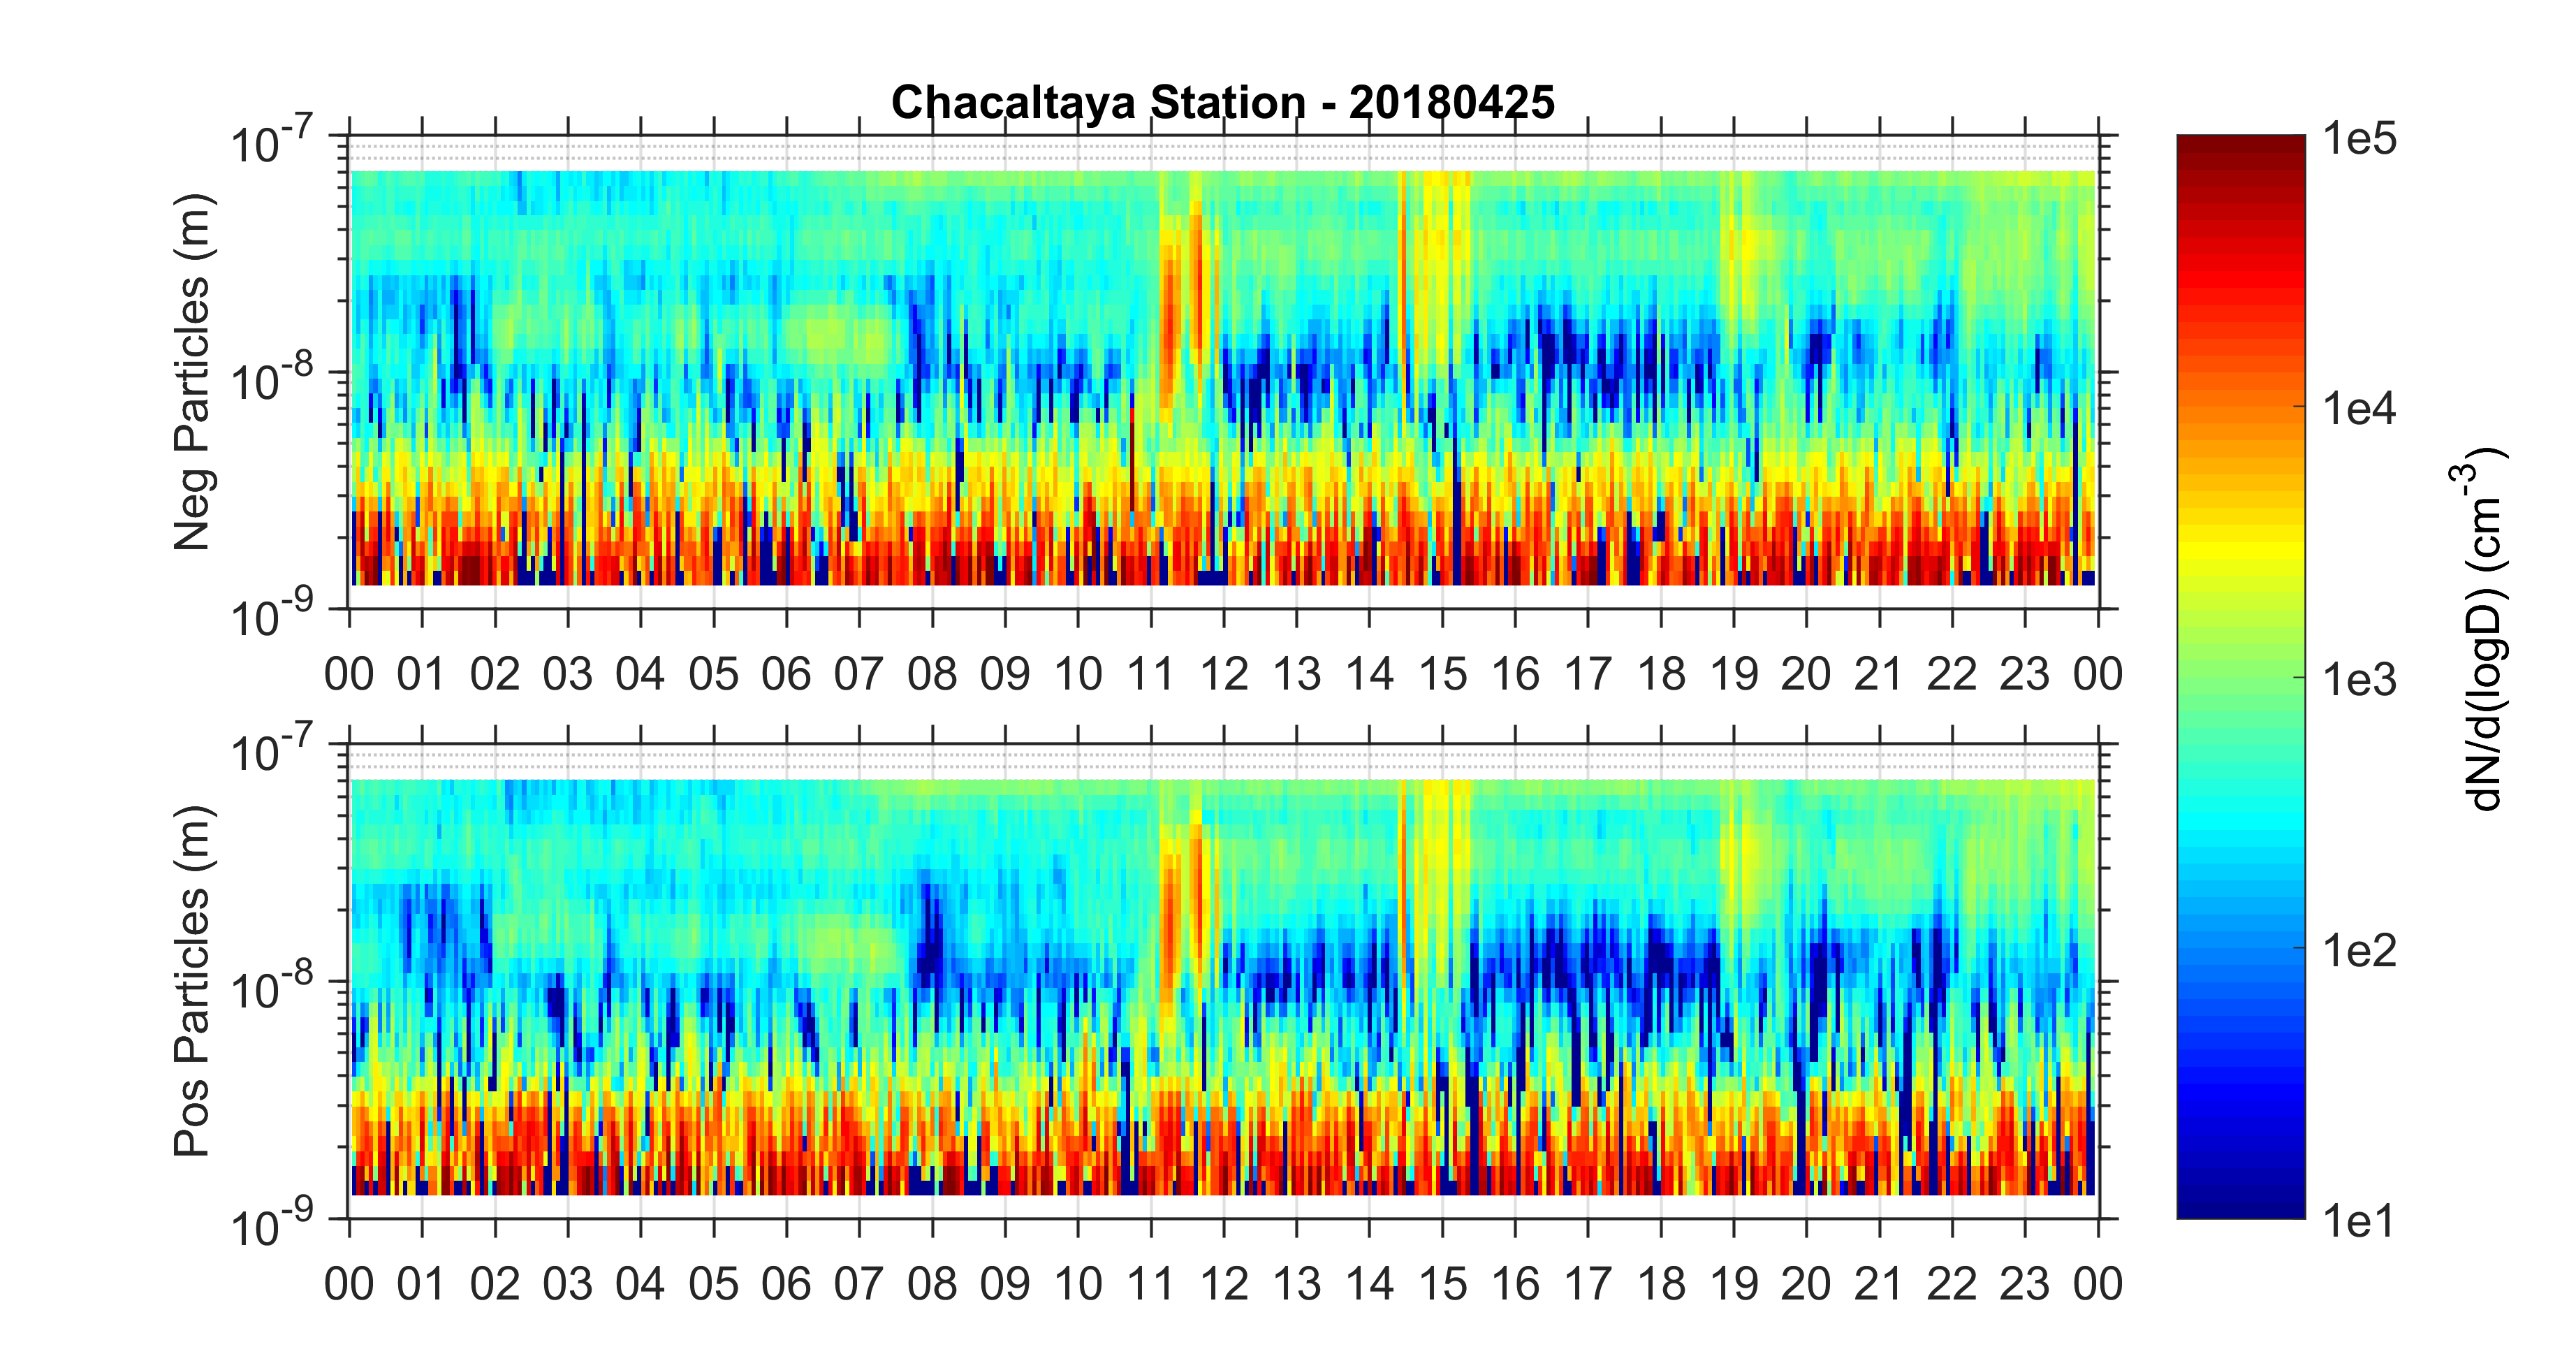 Chacaltaya Station - 20180425
Neg Particles (m)
10-7
10-8
10-9
00 01 02 03 04 05 06 07 08 09 10 11 12 13 14 15 16 17 18 19 20 21 22 23 00
Pos Particles (m)
10-7
10-8
10-9
00 01 02 03 04 05 06 07 08 09 10 11 12 13 14 15 16 17 18 19 20 21 22 23 00
1e5
1e4
1e3
1e2
1e1
dN/d(logD) (cm-3)